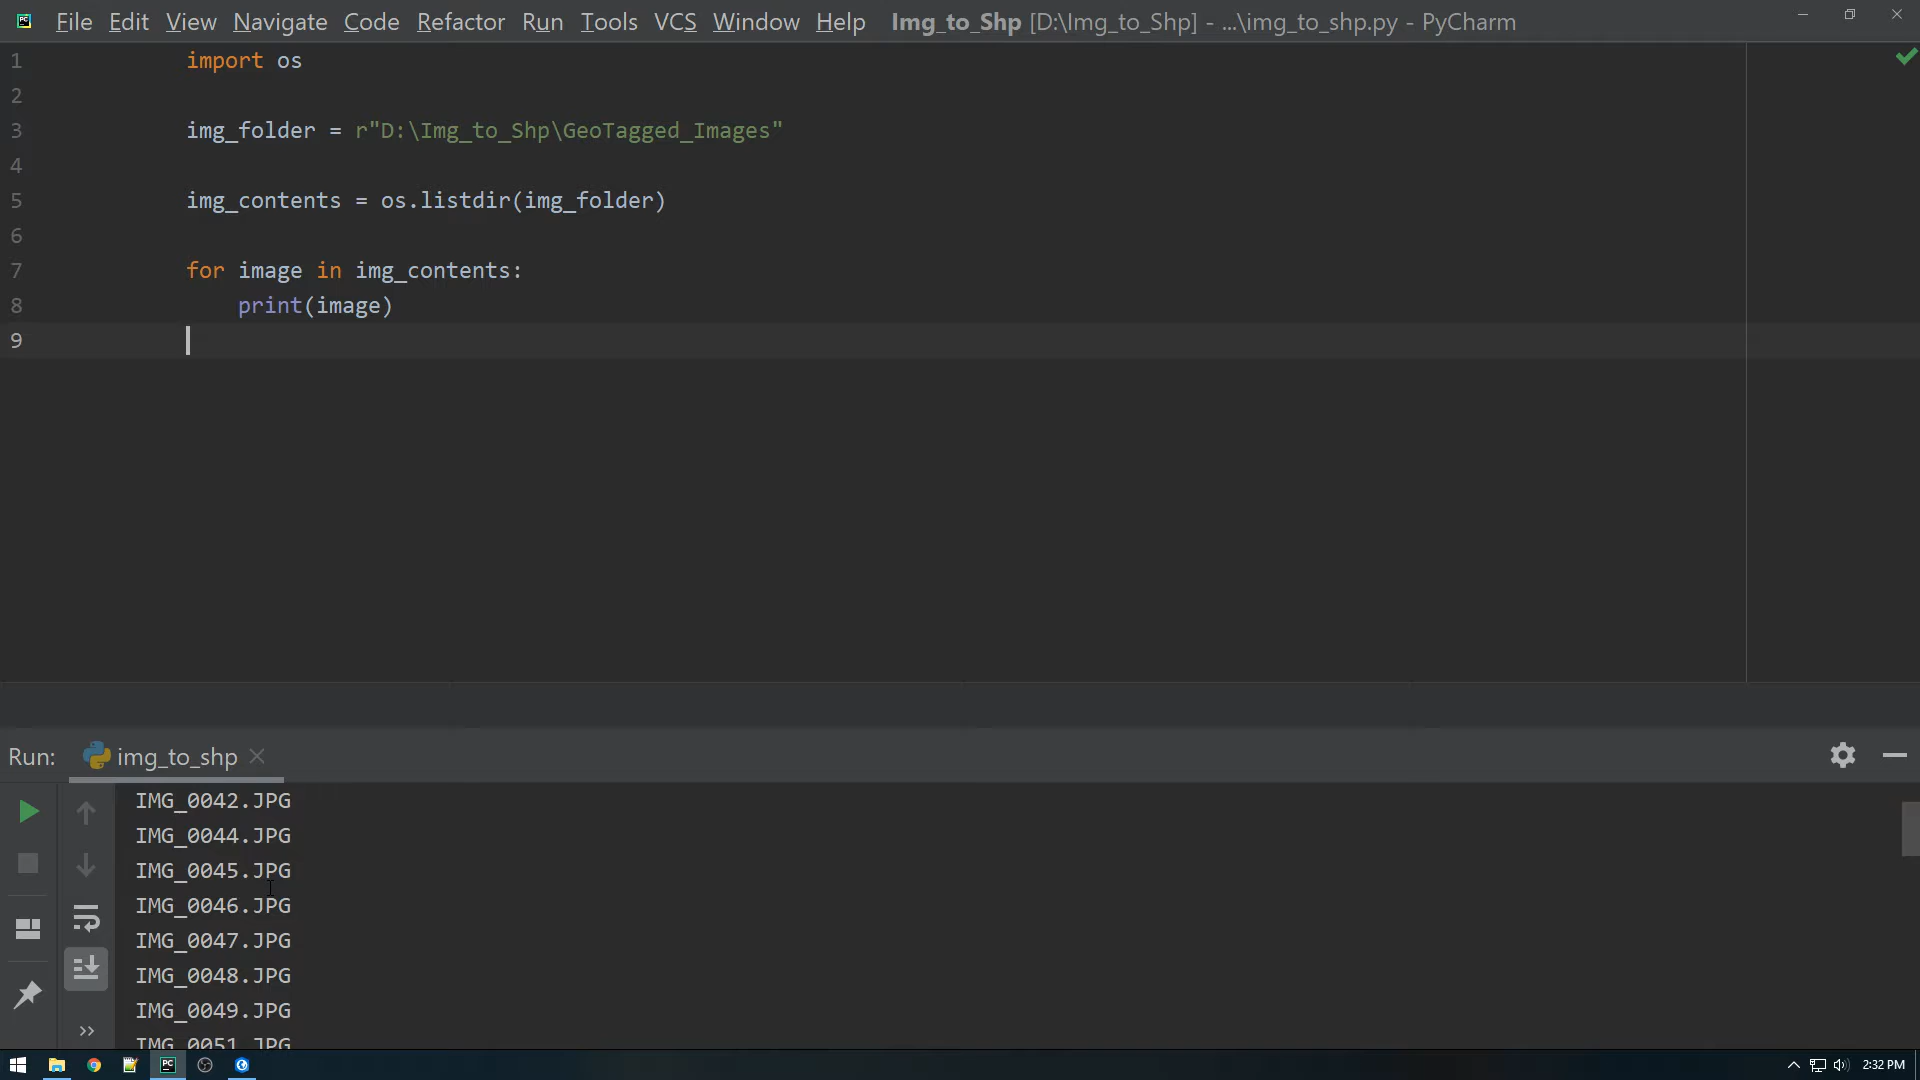 File Edit View Navigate Code Refactor Run Tools VCS Window Help Img_to_Shp [D:\Img_to_Shp] - ...\img_to_shp.py - PyCharm
1 import os
2
3 img_folder = r"D:\Img_to_Shp\GeoTagged_Images"
4
5 img_contents = os.listdir(img_folder)
6
7 for image in img_contents:
8 print(image)
9
Run: img_to_shp
IMG_0042.JPG
IMG_0044.JPG
IMG_0045.JPG
IMG_0046.JPG
IMG_0047.JPG
IMG_0048.JPG
IMG_0049.JPG
IMG_0051.JPG
2:32 PM